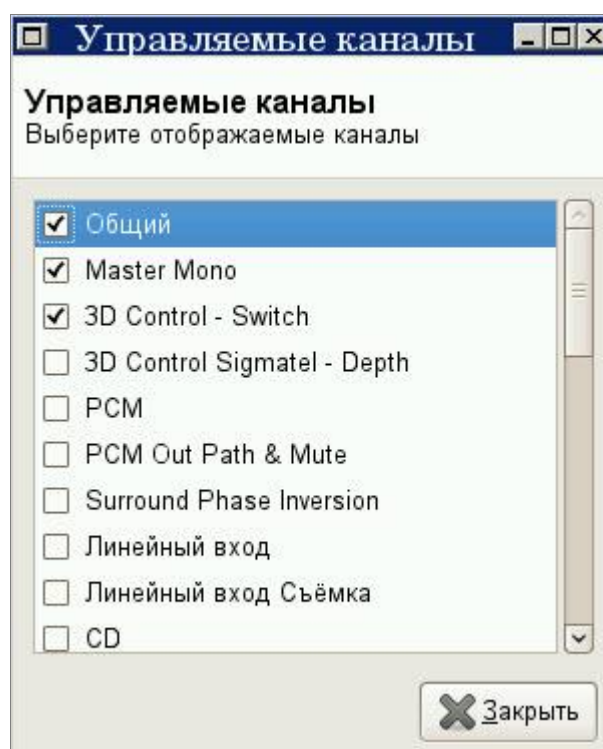 Управляемые каналы
Управляемые каналы
Выберите отображаемые каналы
Общий
Master Mono
3D Control - Switch
3D Control Sigmatel - Depth
PCM
PCM Out Path & Mute
Surround Phase Inversion
Линейный вход
Линейный вход Съёмка
CD
Закрыть